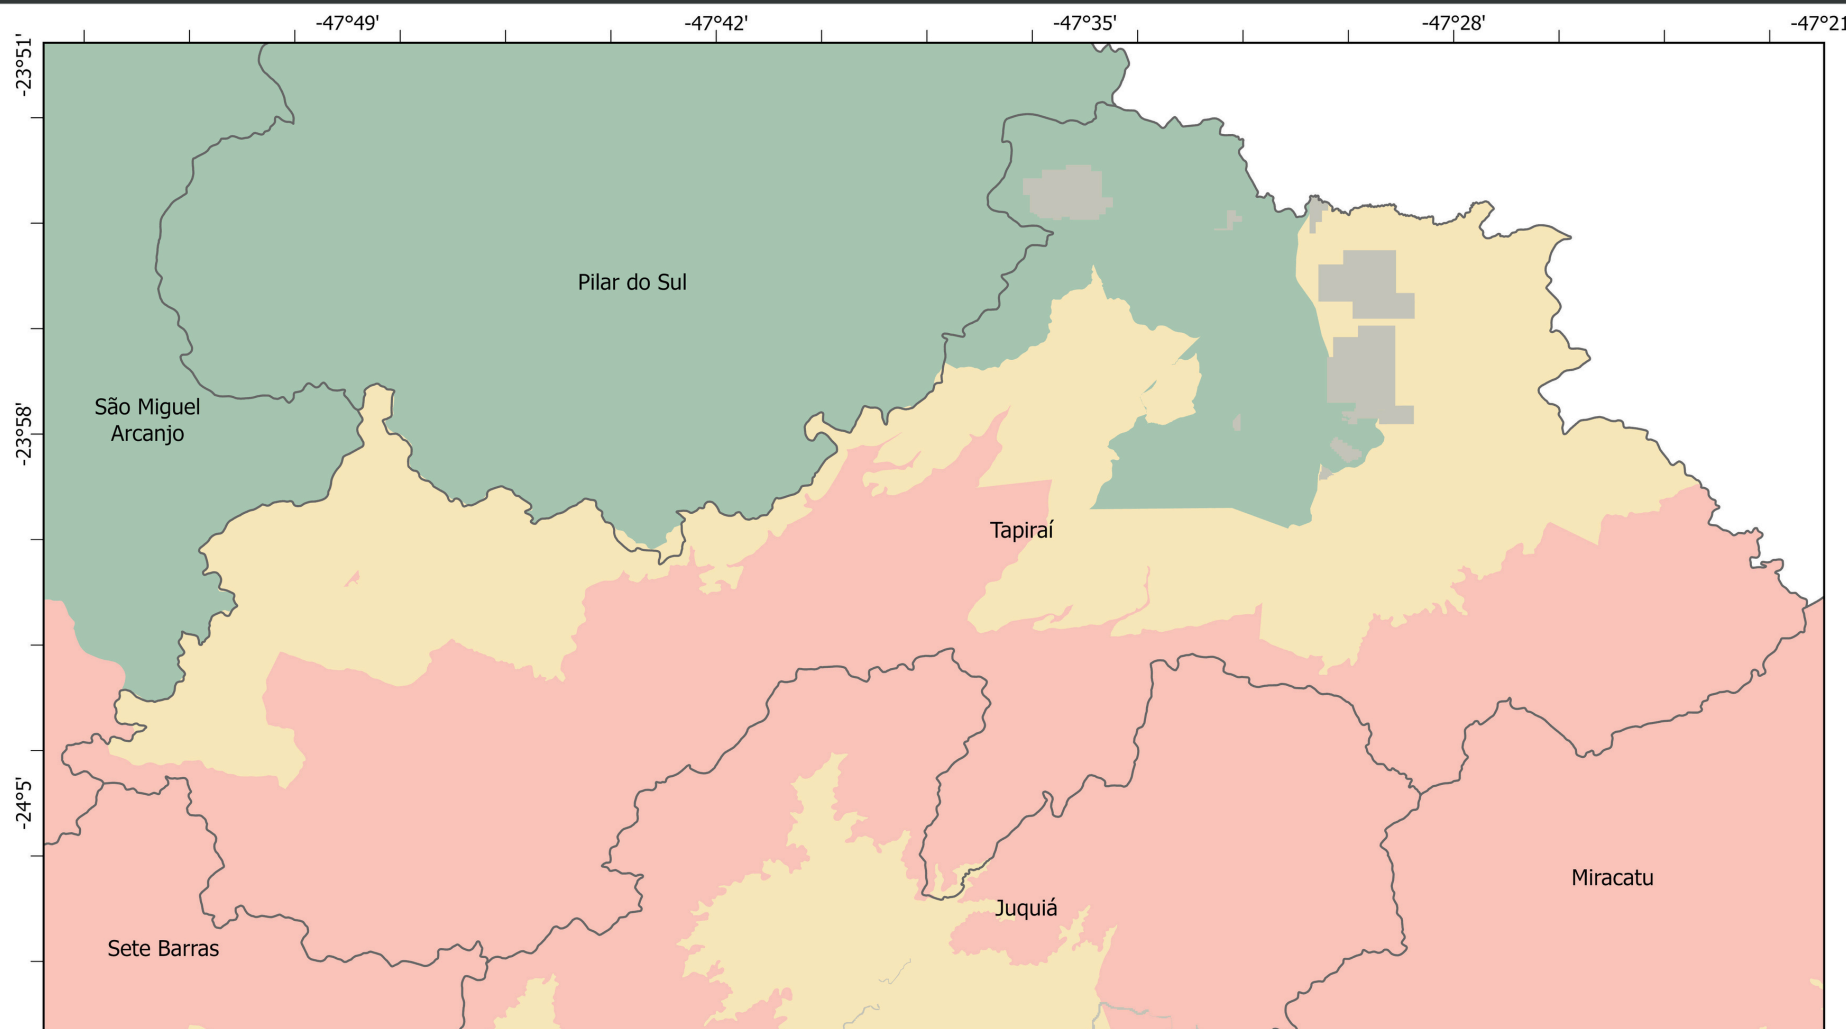 -47°49' -47°42' -47°35' -47°28' -47°21
-23°51'
Pilar do Sul
São Miguel
Arcanjo
-23°58'
Tapiraí
-24°5'
Miracatu
Juquiá
Sete Barras